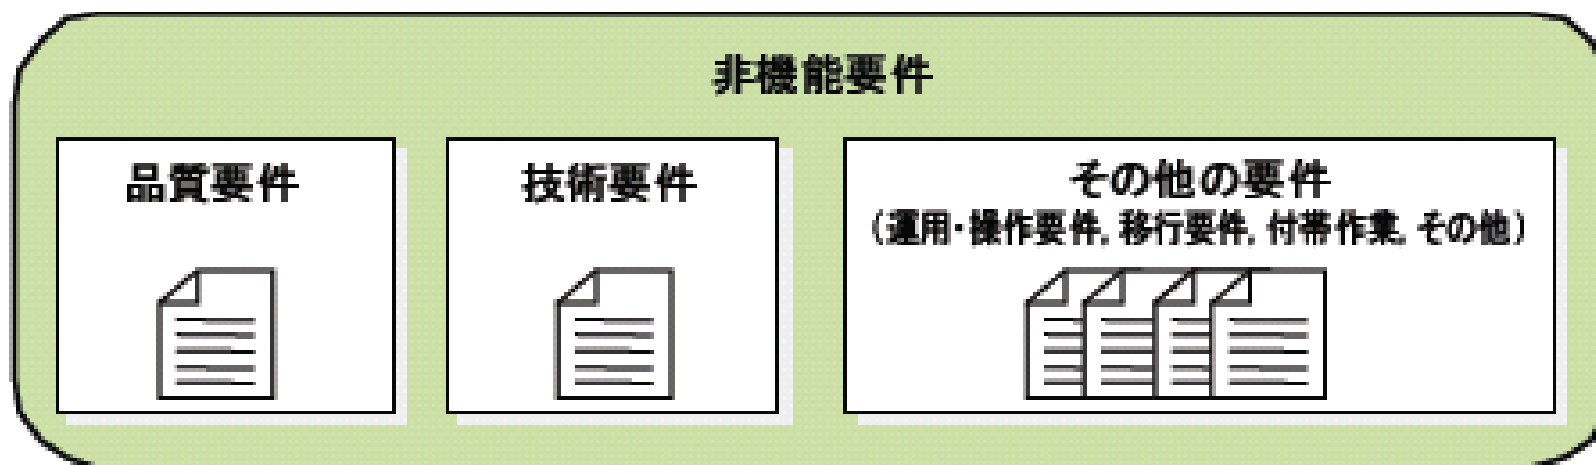 非機能要件
品質要件
技術要件
その他の要件
（運用・操作要件, 移行要件, 付帯作業, その他）